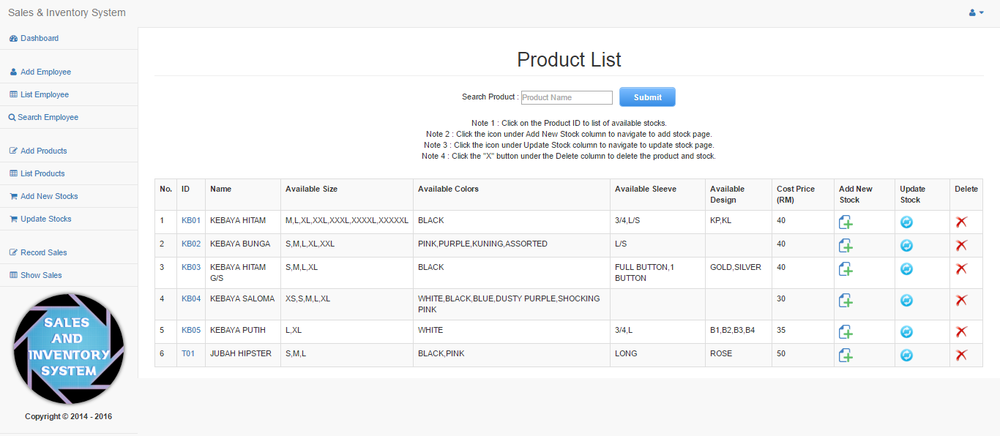 Sales & Inventory System
Dashboard
Add Employee
List Employee
Search Employee
Add Products
List Products
Add New Stocks
Update Stocks
Record Sales
Show Sales
SALES
AND
INVENTORY
SYSTEM
Copyright © 2014 - 2016
Product List
Search Product : Product Name Submit
Note 1 : Click on the Product ID to list of available stocks.
Note 2 : Click the icon under Add New Stock column to navigate to add stock page.
Note 3 : Click the icon under Update Stock column to navigate to update stock page.
Note 4 : Click the "X" button under the Delete column to delete the product and stock.
No. ID Name Available Size Available Colors Available Sleeve Available Design Cost Price (RM) Add New Stock Update Stock Delete
1 KB01 KEBAYA HITAM M,L,XL,XXL,XXXL,XXXXL,XXXXXL BLACK 3/4,L/S KP,KL 40
2 KB02 KEBAYA BUNGA S,M,L,XL,XXL PINK,PURPLE,KUNING,ASSORTED L/S 40
3 KB03 KEBAYA HITAM G/S S,M,L,XL BLACK FULL BUTTON,1 BUTTON GOLD,SILVER 40
4 KB04 KEBAYA SALOMA XS,S,M,L,XL WHITE,BLACK,BLUE,DUSTY PURPLE,SHOCKING PINK 30
5 KB05 KEBAYA PUTIH L,XL WHITE 3/4,L B1,B2,B3,B4 35
6 T01 JUBAH HIPSTER S,M,L BLACK,PINK LONG ROSE 50